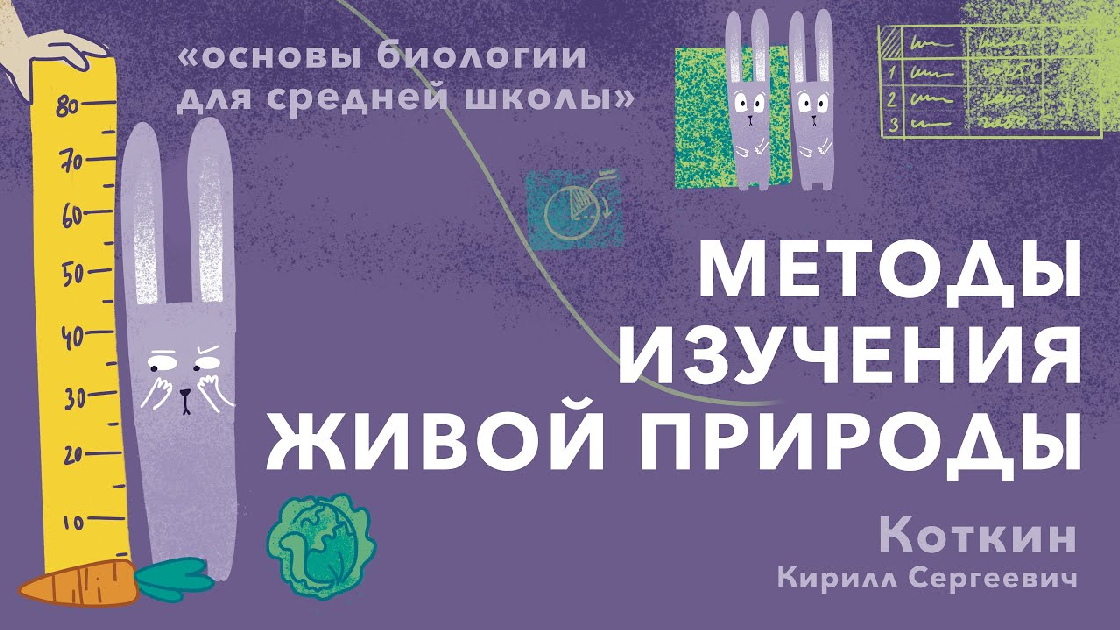 «основы биологии
для средней школы»
80
70
60
50
40
30
20
10
1
2
3
МЕТОДЫ
ИЗУЧЕНИЯ
ЖИВОЙ ПРИРОДЫ
Коткин
Кирилл Сергеевич